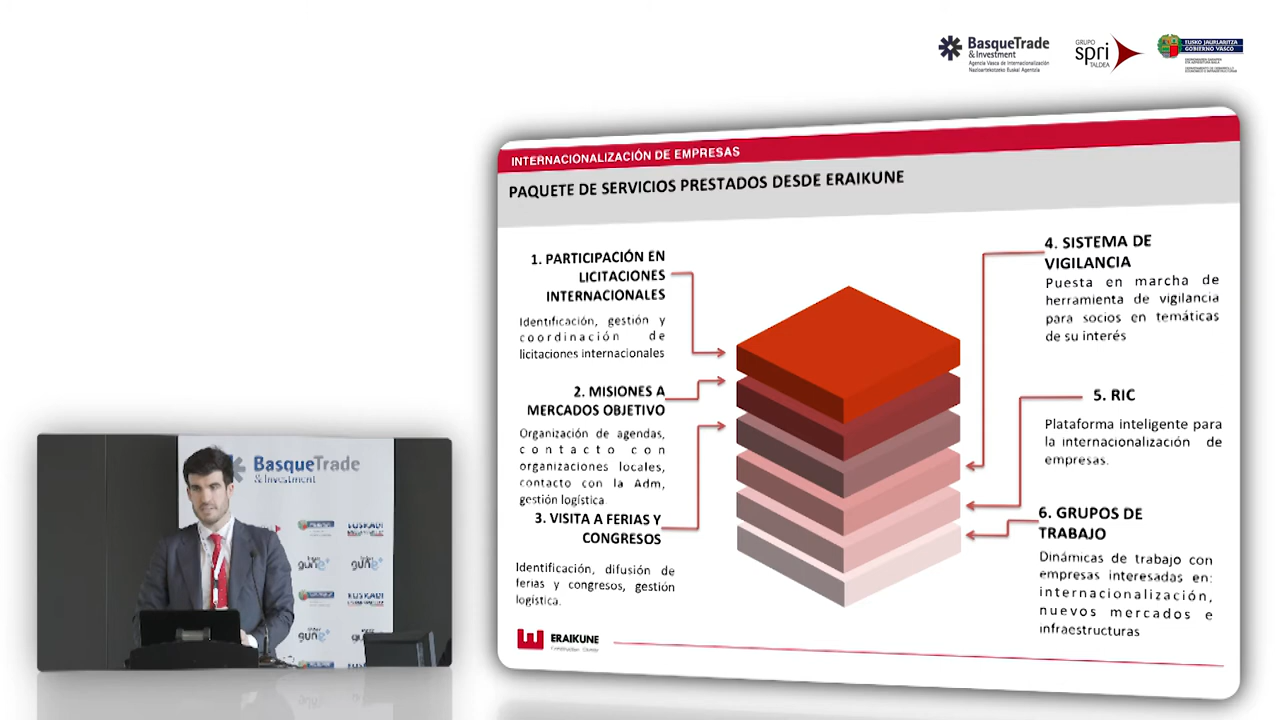 BasqueTrade
& Investment
Agencia Vasca de Internacionalización
Nazioartekotzeko Euskal Agentzia
GRUPO
spri
TALDEA
EUSKO JAURLARITZA
GOBIERNO VASCO
INTERNACIONALIZACIÓN DE EMPRESAS
PAQUETE DE SERVICIOS PRESTADOS DESDE ERAIKUNE
1. PARTICIPACIÓN EN
LICITACIONES
INTERNACIONALES
Identificación, gestión y
coordinación de
licitaciones internacionales
2. MISIONES A
MERCADOS OBJETIVO
Organización de agendas,
contacto con
organizaciones locales,
contacto con la Adm,
gestión logística.
3. VISITA A FERIAS Y
CONGRESOS
Identificación, difusión de
ferias y congresos, gestión
logística.
4. SISTEMA DE
VIGILANCIA
Puesta en marcha de
herramienta de vigilancia
para socios en temáticas
de su interés
5. RIC
Plataforma inteligente para
la internacionalización de
empresas.
6. GRUPOS DE
TRABAJO
Dinámicas de trabajo con
empresas interesadas en:
internacionalización,
nuevos mercados e
infraestructuras
ERAIKUNE
Construction Cluster
BasqueTrade
& Investment
EUSKADI
gune
gune
EUSKADI
gune